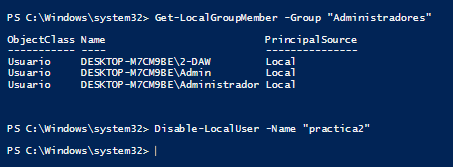 PS C:\Windows\system32> Get-LocalGroupMember -Group "Administradores"
ObjectClass Name PrincipalSource
----------- ---- ---------------
Usuario DESKTOP-M7CM9BE\2-DAW Local
Usuario DESKTOP-M7CM9BE\Admin Local
Usuario DESKTOP-M7CM9BE\Administrador Local
PS C:\Windows\system32> Disable-LocalUser -Name "practica2"
PS C:\Windows\system32>